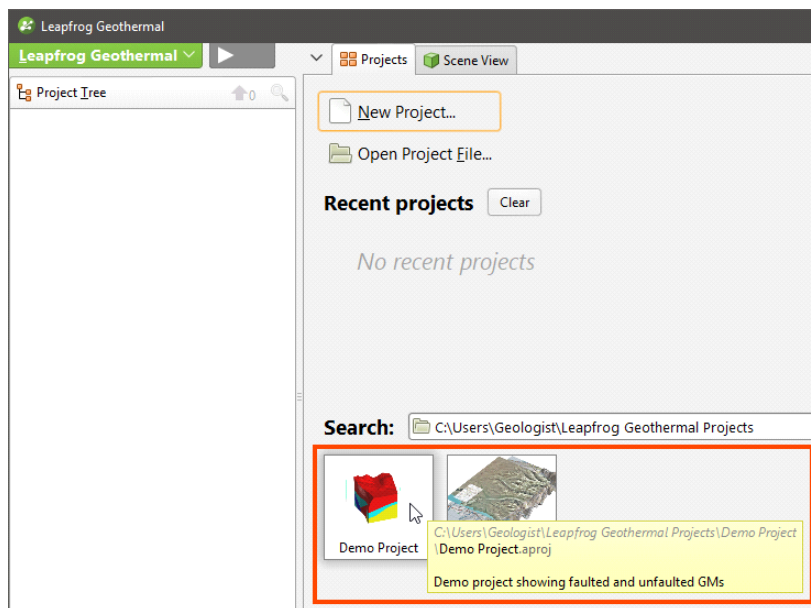 Leapfrog Geothermal
Leapfrog Geothermal
Projects
Scene View
Project Tree
0
New Project...
Open Project File...
Recent projects
Clear
No recent projects
Search:
C:\Users\Geologist\Leapfrog Geothermal Projects
Demo Project
C:\Users\Geologist\Leapfrog Geothermal Projects\Demo Project
\Demo Project.aproj
Demo project showing faulted and unfaulted GMs